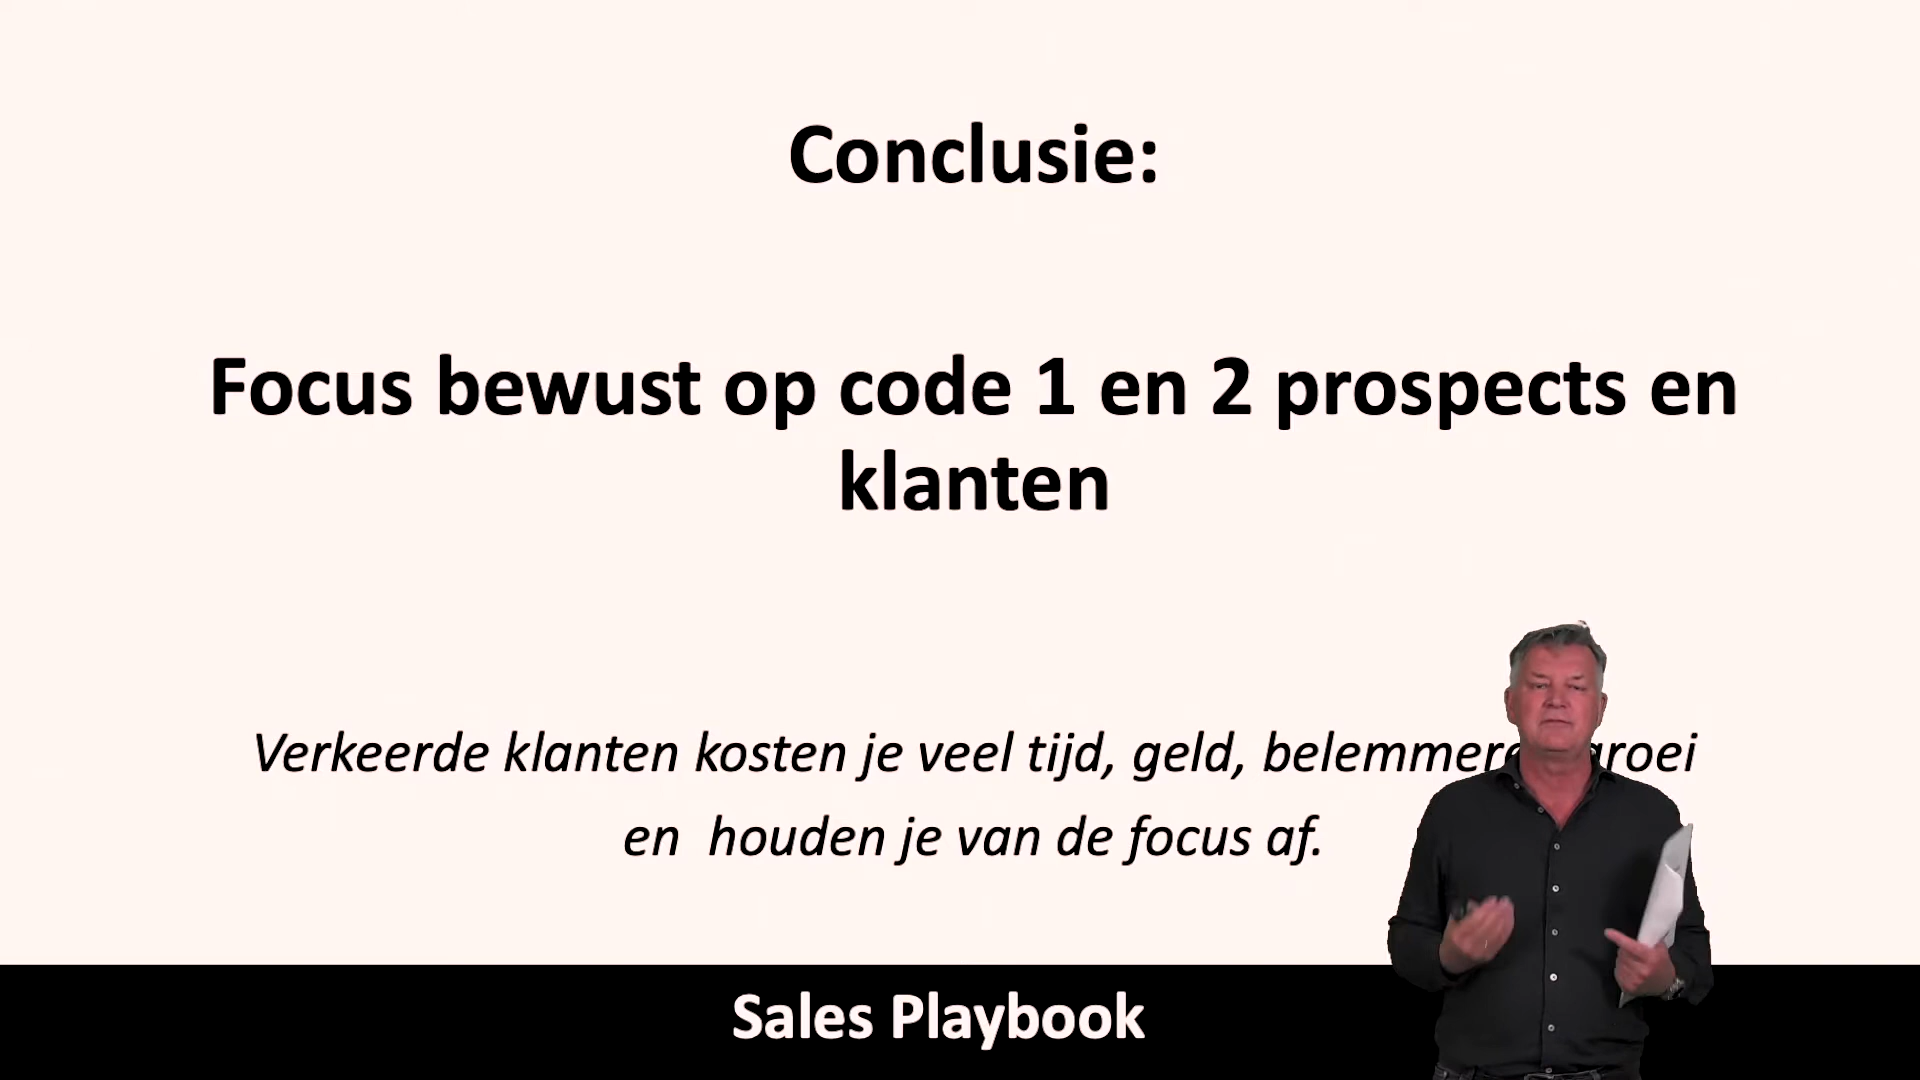 Conclusie:
Focus bewust op code 1 en 2 prospects en
klanten
Verkeerde klanten kosten je veel tijd, geld, groei
en houden je van de focus af.
Sales Playbook